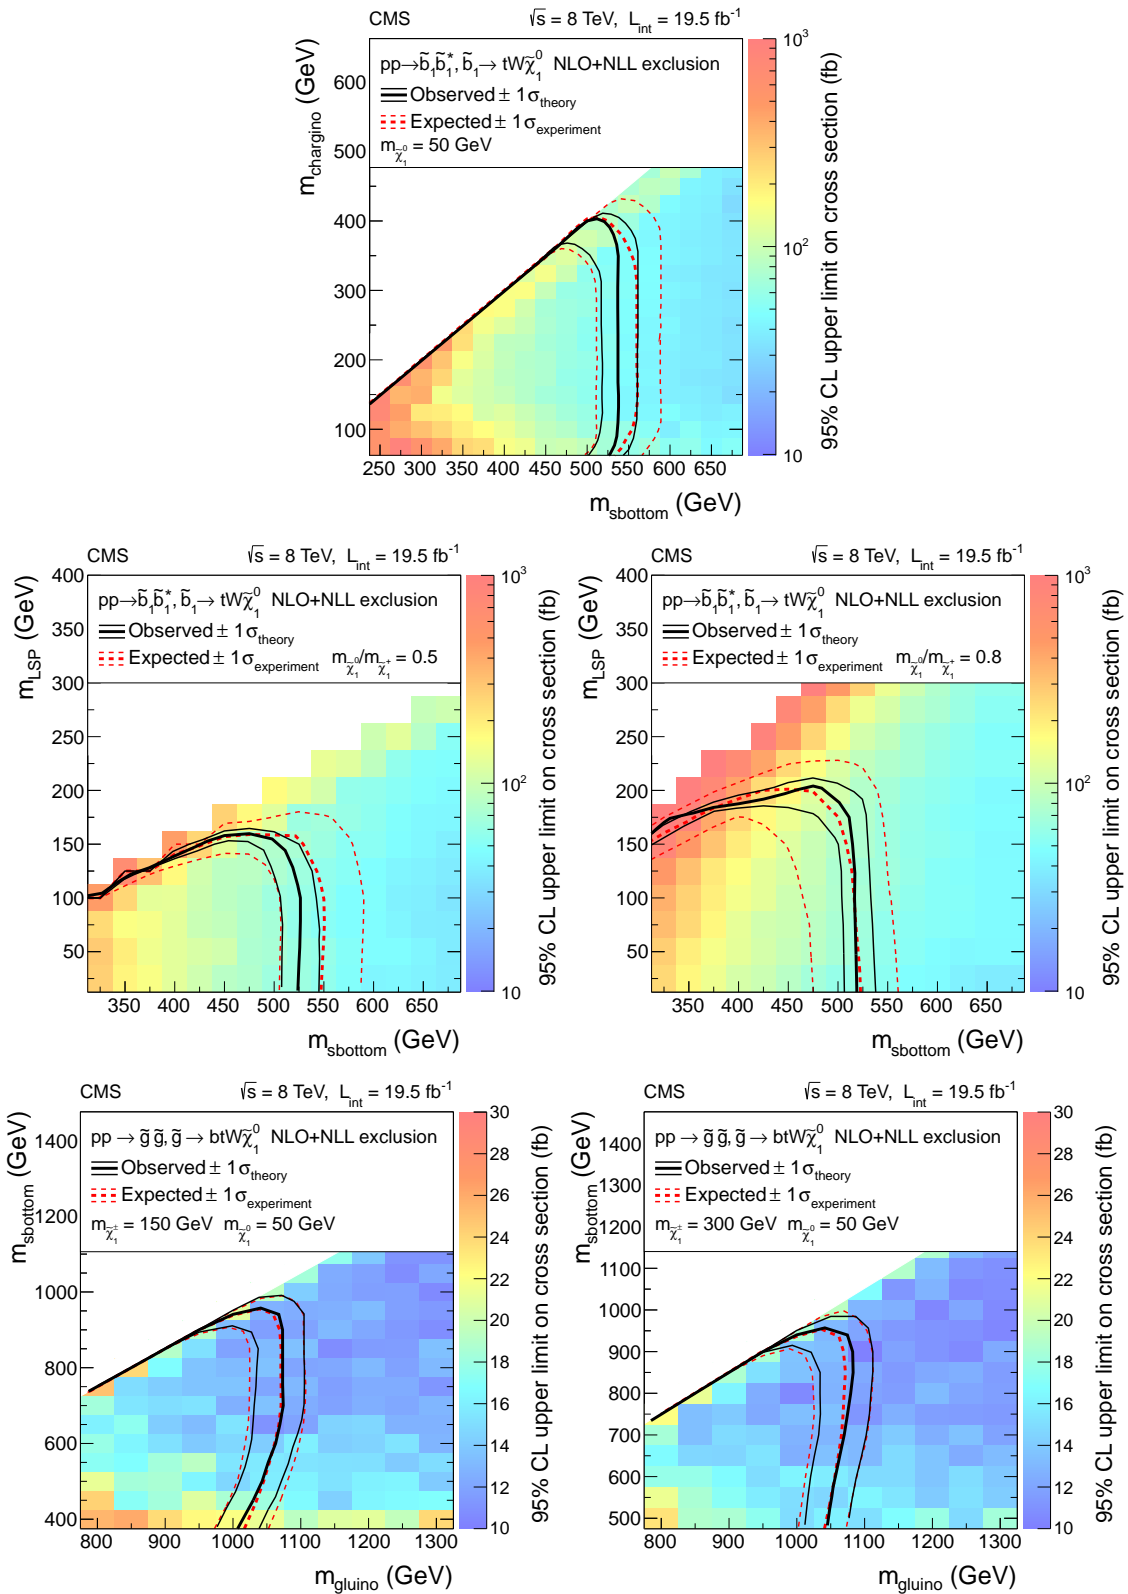 CMS √s = 8 TeV, L_int = 19.5 fb⁻¹
pp→b̃₁b̃₁*, b̃₁→ tWχ̃₁⁰ NLO+NLL exclusion
Observed ± 1σ_theory
Expected ± 1σ_experiment
m_χ̃₁⁰ = 50 GeV
m_chargino (GeV)
600
500
400
300
200
100
250 300 350 400 450 500 550 600 650
m_sbottom (GeV)
10³
10²
10
95% CL upper limit on cross section (fb)
CMS √s = 8 TeV, L_int = 19.5 fb⁻¹
pp→b̃₁b̃₁*, b̃₁→ tWχ̃₁⁰ NLO+NLL exclusion
Observed ± 1σ_theory
Expected ± 1σ_experiment m_χ̃₁⁰/m_χ̃₁⁺ = 0.5
m_LSP (GeV)
400
350
300
250
200
150
100
50
350 400 450 500 550 600 650
m_sbottom (GeV)
10³
10²
10
95% CL upper limit on cross section (fb)
CMS √s = 8 TeV, L_int = 19.5 fb⁻¹
pp→b̃₁b̃₁*, b̃₁→ tWχ̃₁⁰ NLO+NLL exclusion
Observed ± 1σ_theory
Expected ± 1σ_experiment m_χ̃₁⁰/m_χ̃₁⁺ = 0.8
m_LSP (GeV)
400
350
300
250
200
150
100
50
350 400 450 500 550 600 650
m_sbottom (GeV)
10³
10²
10
95% CL upper limit on cross section (fb)
CMS √s = 8 TeV, L_int = 19.5 fb⁻¹
pp → g̃ g̃, g̃ → btWχ̃₁⁰ NLO+NLL exclusion
Observed ± 1σ_theory
Expected ± 1σ_experiment
m_χ̃₁± = 150 GeV m_χ̃₁⁰ = 50 GeV
m_sbottom (GeV)
1400
1200
1000
800
600
400
800 900 1000 1100 1200 1300
m_gluino (GeV)
30
28
26
24
22
20
18
16
14
12
10
95% CL upper limit on cross section (fb)
CMS √s = 8 TeV, L_int = 19.5 fb⁻¹
pp → g̃ g̃, g̃ → btWχ̃₁⁰ NLO+NLL exclusion
Observed ± 1σ_theory
Expected ± 1σ_experiment
m_χ̃₁± = 300 GeV m_χ̃₁⁰ = 50 GeV
m_sbottom (GeV)
1400
1300
1200
1100
1000
900
800
700
600
500
800 900 1000 1100 1200 1300
m_gluino (GeV)
30
28
26
24
22
20
18
16
14
12
10
95% CL upper limit on cross section (fb)